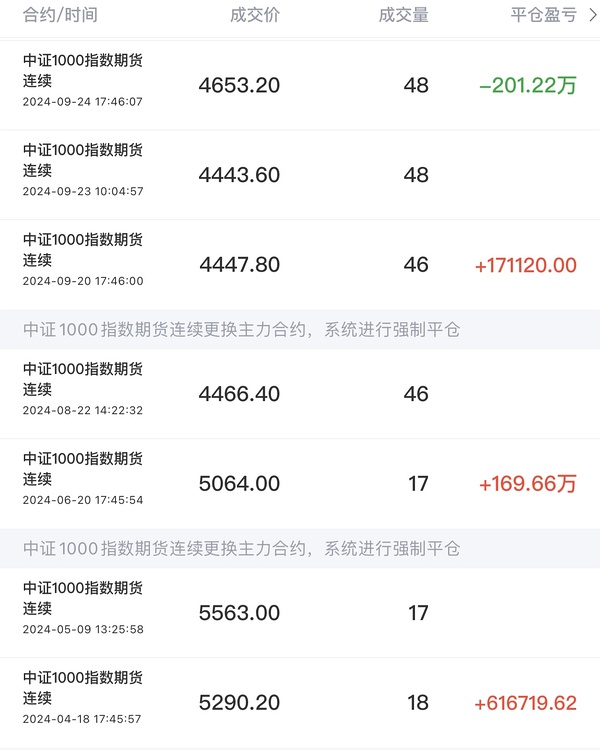 合约/时间 成交价 成交量 平仓盈亏
中证1000指数期货
连续
2024-09-24 17:46:07
4653.20 48 -201.22万
中证1000指数期货
连续
2024-09-23 10:04:57
4443.60 48
中证1000指数期货
连续
2024-09-20 17:46:00
4447.80 46 +171120.00
中证1000指数期货连续更换主力合约，系统进行强制平仓
中证1000指数期货
连续
2024-08-22 14:22:32
4466.40 46
中证1000指数期货
连续
2024-06-20 17:45:54
5064.00 17 +169.66万
中证1000指数期货连续更换主力合约，系统进行强制平仓
中证1000指数期货
连续
2024-05-09 13:25:58
5563.00 17
中证1000指数期货
连续
2024-04-18 17:45:57
5290.20 18 +616719.62